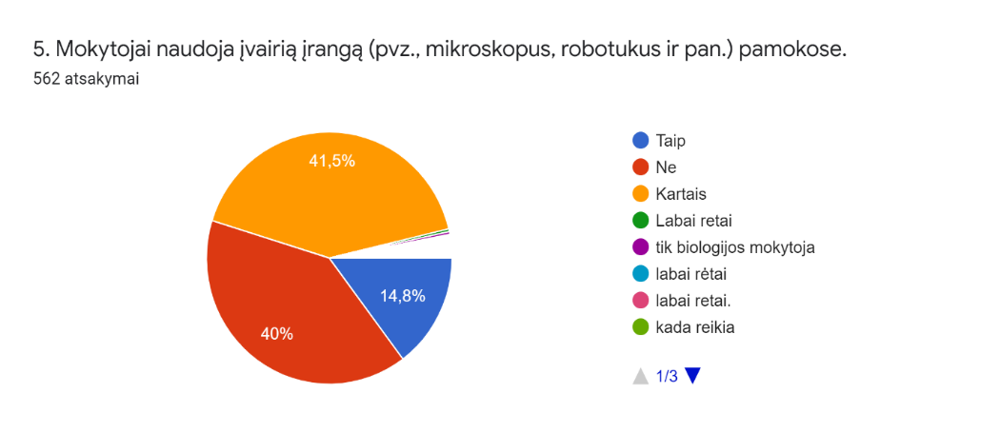 5. Mokytojai naudoja įvairią įrangą (pvz., mikroskopus, robotukus ir pan.) pamokose.
562 atsakymai
41,5%
14,8%
40%
Taip
Ne
Kartais
Labai retai
tik biologijos mokytoja
labai rėtai
labai retai.
kada reikia
1/3